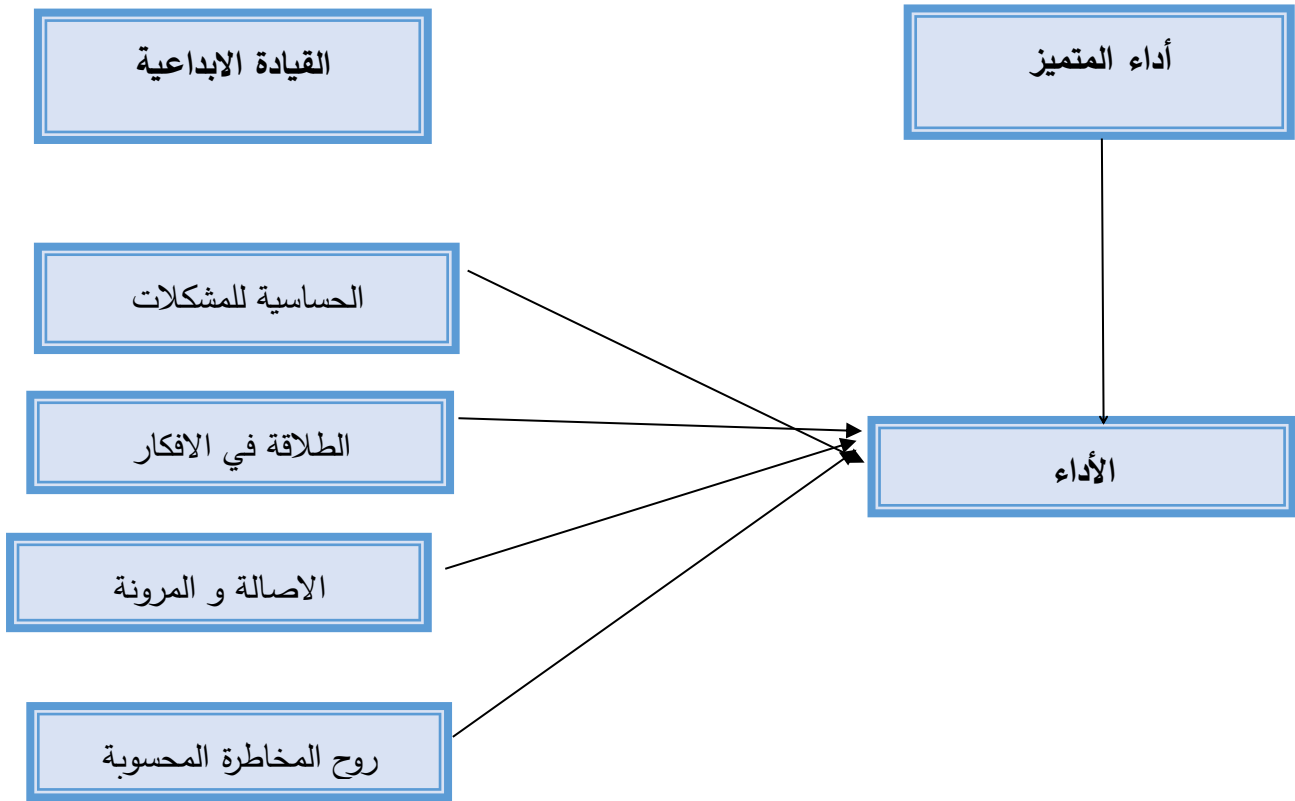 أداء المتميز
القيادة الابداعية
الحساسية للمشكلات
الطلاقة في الافكار
الأداء
الاصالة و المرونة
روح المخاطرة المحسوبة